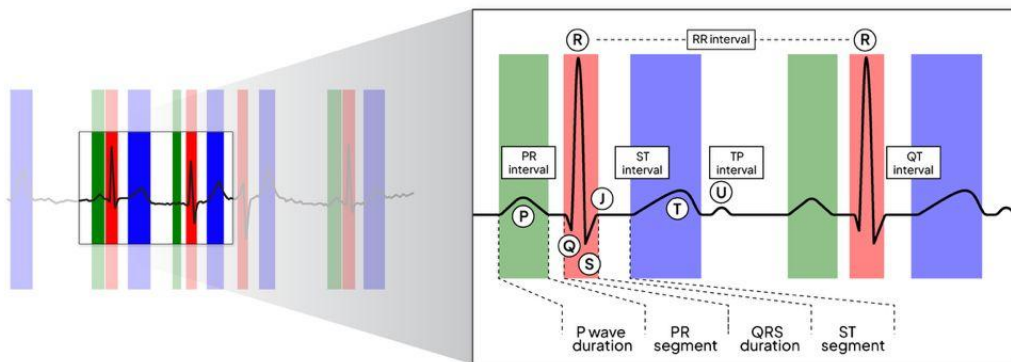 R
RR interval
R
PR
interval
ST
interval
TP
interval
QT
interval
P
Q
S
J
T
U
P wave
duration
PR
segment
QRS
duration
ST
segment